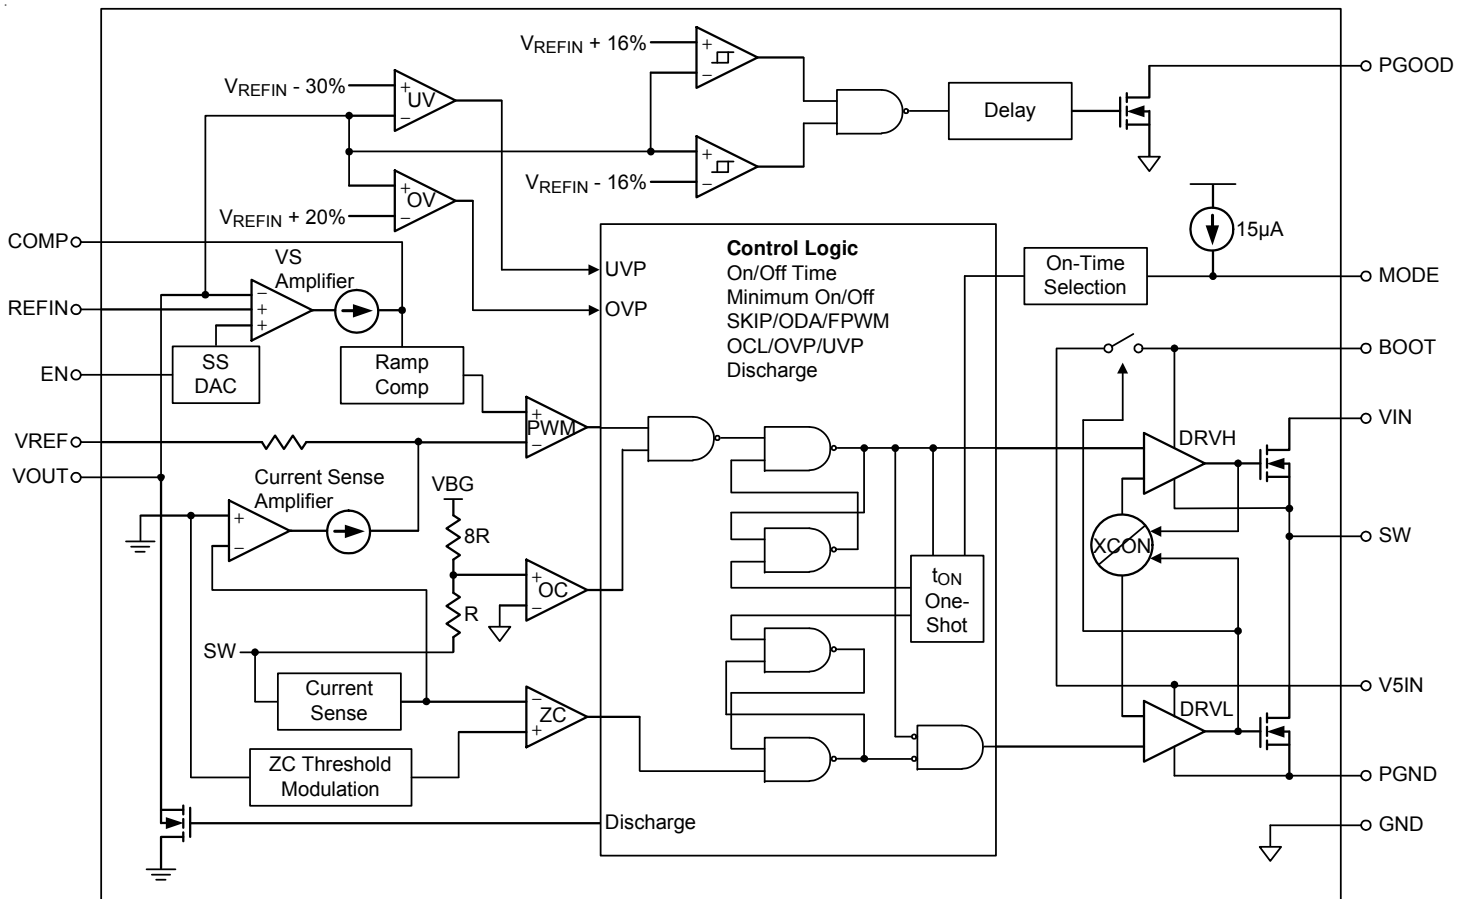 VREFIN + 16%
PGOOD
VREFIN - 30%
+
UV
−
+
−
Delay
+
−
VREFIN - 16%
+
OV
−
VREFIN + 20%
15µA
COMP
VS
Amplifier
Control Logic
On/Off Time
Minimum On/Off
SKIP/ODA/FPWM
OCL/OVP/UVP
Discharge
UVP
OVP
On-Time
Selection
MODE
REFIN
−
+
+
EN
SS
DAC
Ramp
Comp
BOOT
VREF
+
PWM
−
VIN
DRVH
VOUT
Current Sense
Amplifier
VBG
+
−
8R
XCON
SW
+
OC
−
R
tON
One-
Shot
SW
Current
Sense
−
ZC
+
V5IN
DRVL
ZC Threshold
Modulation
PGND
Discharge
GND